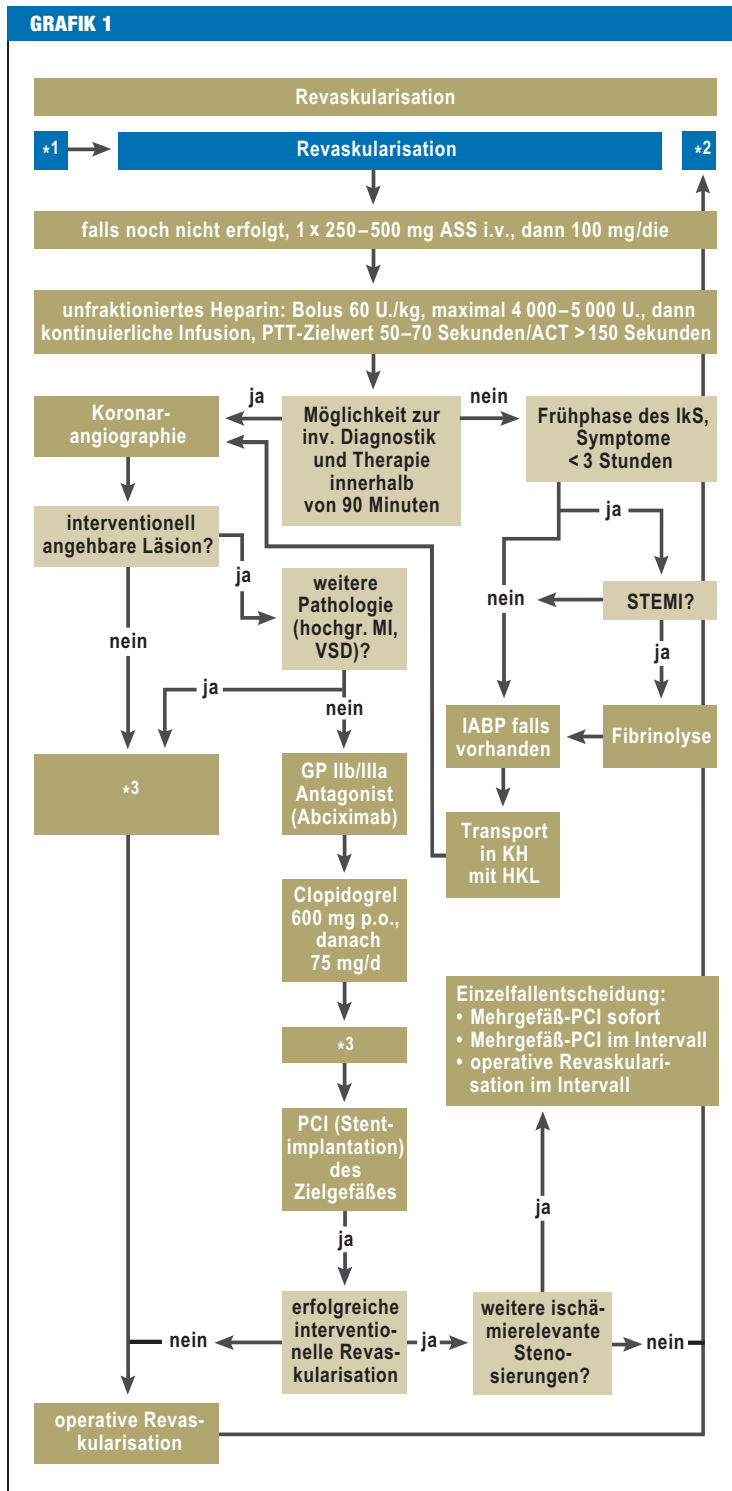 GRAFIK 1
Revaskularisation
*1
Revaskularisation
*2
falls noch nicht erfolgt, 1 x 250–500 mg ASS i.v., dann 100 mg/die
unfraktioniertes Heparin: Bolus 60 U./kg, maximal 4 000–5 000 U., dann
kontinuierliche Infusion, PTT-Zielwert 50–70 Sekunden/ACT > 150 Sekunden
Koronar-
angiographie
ja
Möglichkeit zur
inv. Diagnostik
und Therapie
innerhalb
von 90 Minuten
nein
Frühphase des IkS,
Symptome
< 3 Stunden
interventionell
angehbare Läsion?
ja
ja
nein
weitere
Pathologie
(hochgr. MI,
VSD)?
nein
STEMI?
ja
ja
nein
IABP falls
vorhanden
Fibrinolyse
*3
GP IIb/IIIa
Antagonist
(Abciximab)
Transport
in KH
mit HKL
Clopidogrel
600 mg p.o.,
danach
75 mg/d
Einzelfallentscheidung:
• Mehrgefäß-PCI sofort
• Mehrgefäß-PCI im Intervall
• operative Revaskulari-
sation im Intervall
*3
PCI (Stent-
implantation)
des
Zielgefäßes
ja
ja
nein
erfolgreiche
interventio-
nelle Revas-
kularisation
ja
weitere ischä-
mierelevante
Steno-
sierungen?
nein
operative Revas-
kularisation